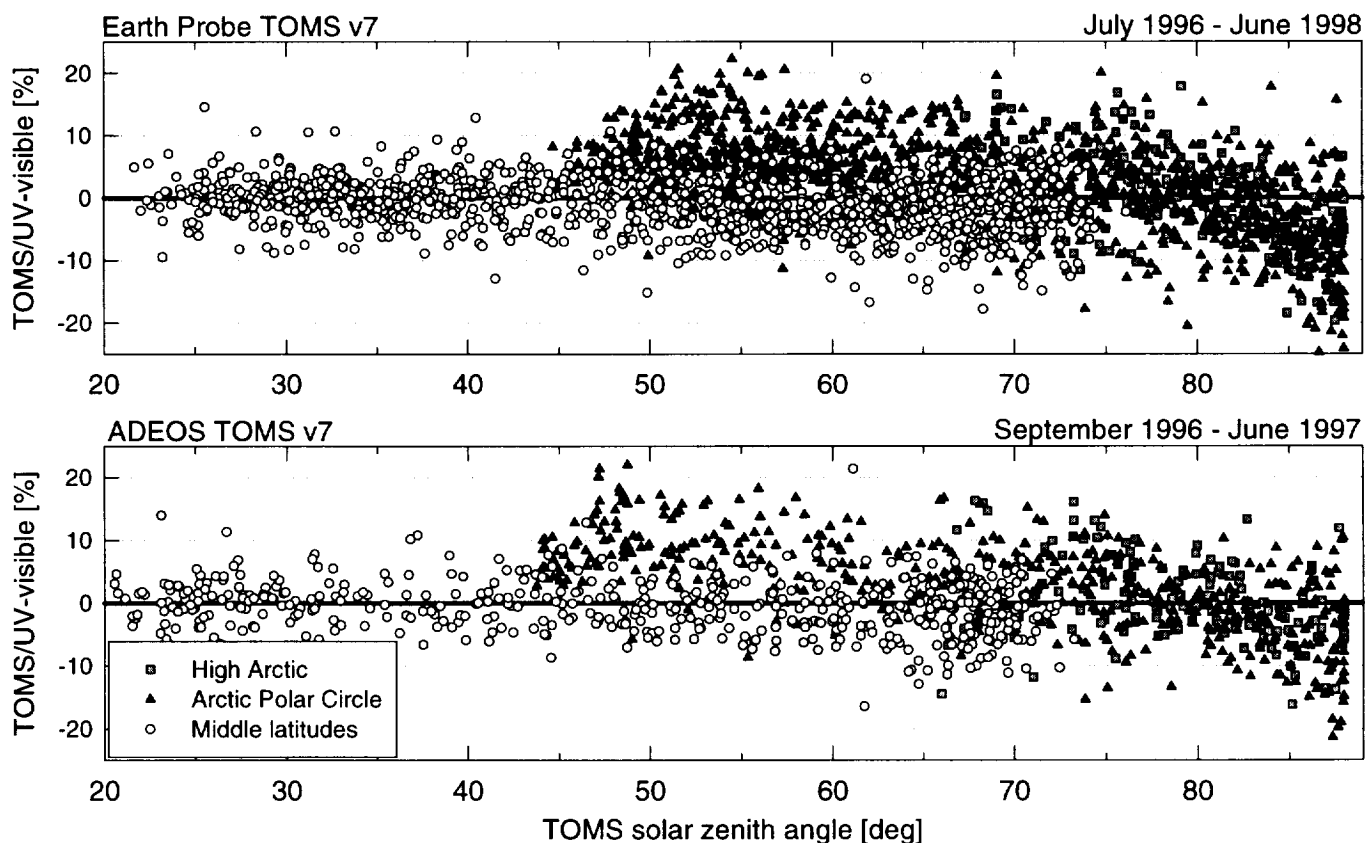 Earth Probe TOMS v7
July 1996 - June 1998
TOMS/UV-visible [%]
20
10
0
-10
-20
20 30 40 50 60 70 80
ADEOS TOMS v7
September 1996 - June 1997
TOMS/UV-visible [%]
20
10
0
-10
-20
High Arctic
Arctic Polar Circle
Middle latitudes
20 30 40 50 60 70 80
TOMS solar zenith angle [deg]